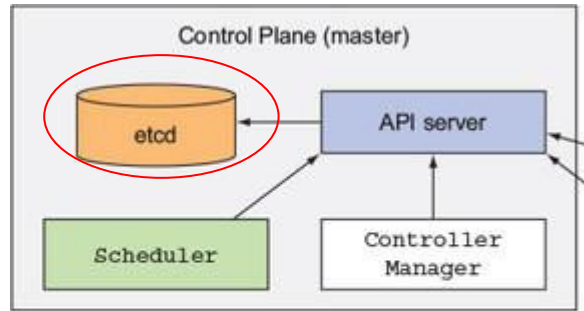 Control Plane (master)
etcd
API server
Scheduler
Controller
Manager